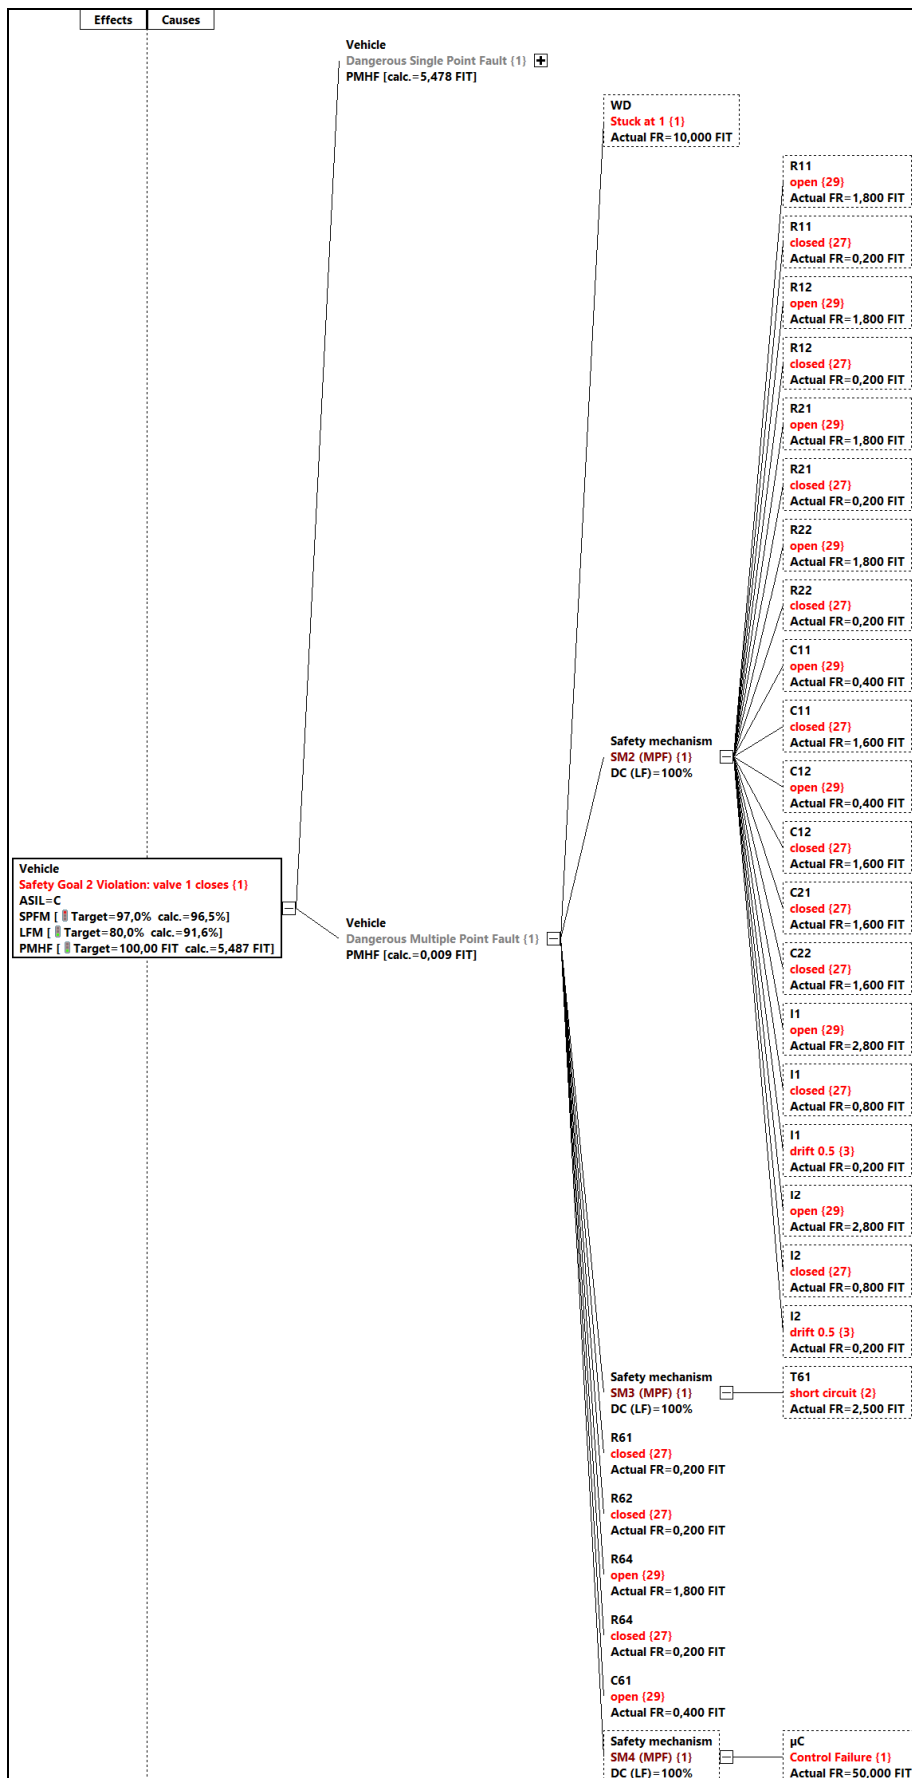 Effects
Causes
Vehicle
Dangerous Single Point Fault {1}
PMHF [calc.=5,478 FIT]
WD
Stuck at 1 {1}
Actual FR=10,000 FIT
R11
open {29}
Actual FR=1,800 FIT
R11
closed {27}
Actual FR=0,200 FIT
R12
open {29}
Actual FR=1,800 FIT
R12
closed {27}
Actual FR=0,200 FIT
R21
open {29}
Actual FR=1,800 FIT
R21
closed {27}
Actual FR=0,200 FIT
R22
open {29}
Actual FR=1,800 FIT
R22
closed {27}
Actual FR=0,200 FIT
C11
open {29}
Actual FR=0,400 FIT
C11
closed {27}
Actual FR=1,600 FIT
Safety mechanism
SM2 (MPF) {1}
DC (LF)=100%
C12
open {29}
Actual FR=0,400 FIT
C12
closed {27}
Actual FR=1,600 FIT
C21
closed {27}
Actual FR=1,600 FIT
C22
closed {27}
Actual FR=1,600 FIT
Vehicle
Safety Goal 2 Violation: valve 1 closes {1}
ASIL=C
SPFM [ Target=97,0% calc.=96,5%]
LFM [ Target=80,0% calc.=91,6%]
PMHF [ Target=100,00 FIT calc.=5,487 FIT]
Vehicle
Dangerous Multiple Point Fault {1}
PMHF [calc.=0,009 FIT]
I1
open {29}
Actual FR=2,800 FIT
I1
closed {27}
Actual FR=0,800 FIT
I1
drift 0.5 {3}
Actual FR=0,200 FIT
I2
open {29}
Actual FR=2,800 FIT
I2
closed {27}
Actual FR=0,800 FIT
I2
drift 0.5 {3}
Actual FR=0,200 FIT
Safety mechanism
SM3 (MPF) {1}
DC (LF)=100%
T61
short circuit {2}
Actual FR=2,500 FIT
R61
closed {27}
Actual FR=0,200 FIT
R62
closed {27}
Actual FR=0,200 FIT
R64
open {29}
Actual FR=1,800 FIT
R64
closed {27}
Actual FR=0,200 FIT
C61
open {29}
Actual FR=0,400 FIT
Safety mechanism
SM4 (MPF) {1}
DC (LF)=100%
µC
Control Failure {1}
Actual FR=50,000 FIT